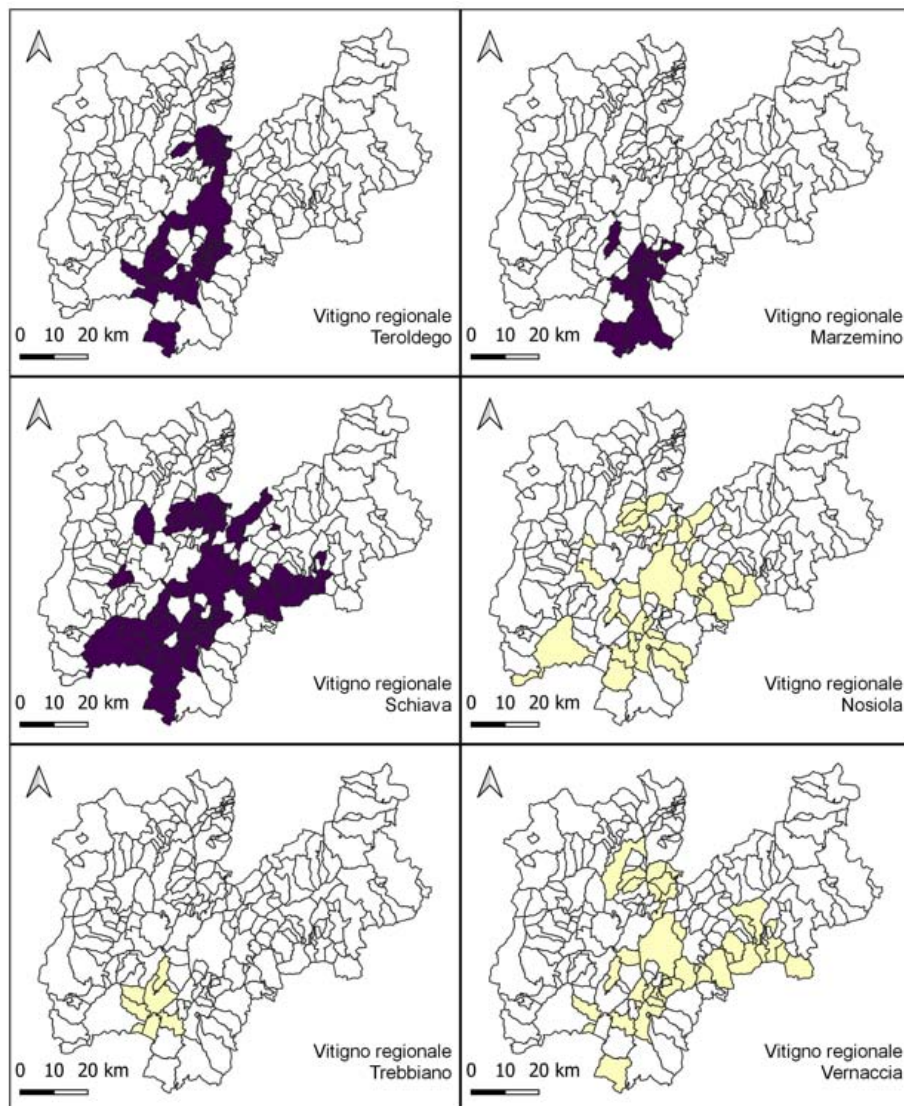 Vitigno regionale
Teroldego
0 10 20 km
Vitigno regionale
Marzemino
0 10 20 km
Vitigno regionale
Schiava
0 10 20 km
Vitigno regionale
Nosiola
0 10 20 km
Vitigno regionale
Trebbiano
0 10 20 km
Vitigno regionale
Vernaccia
0 10 20 km